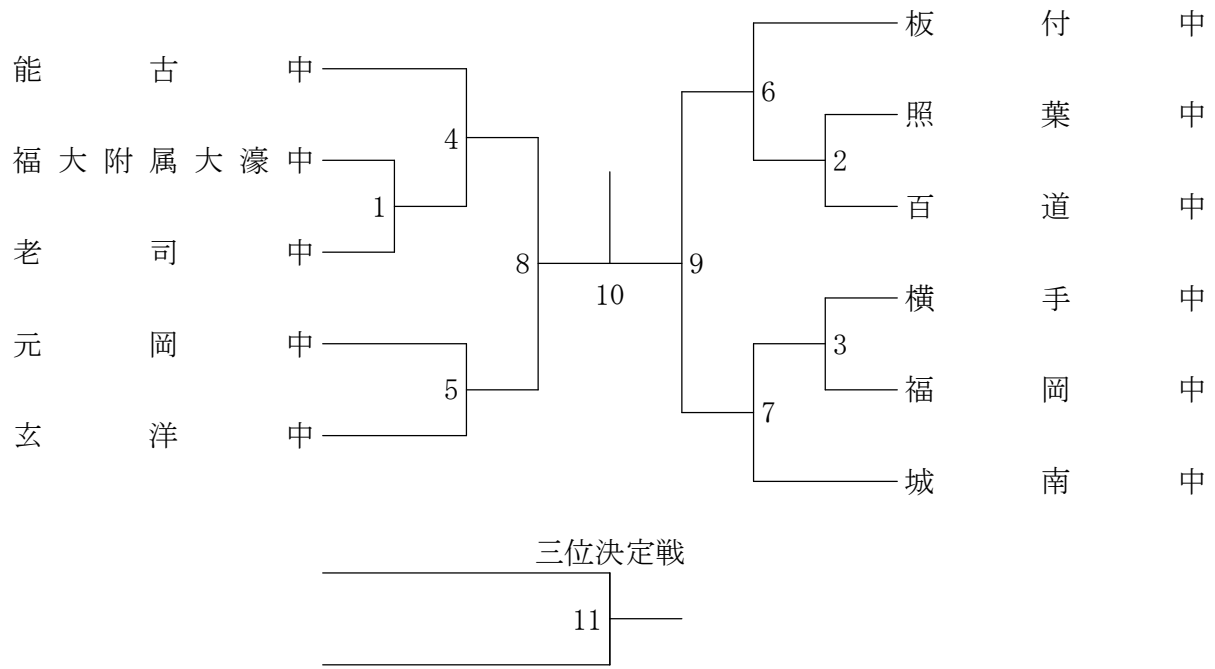 能古中
福大附属大濠中
老司中
元岡中
玄洋中
4
1
8
5
10
板付中
照葉中
百道中
横手中
福岡中
城南中
6
2
9
3
7
三位決定戦
11